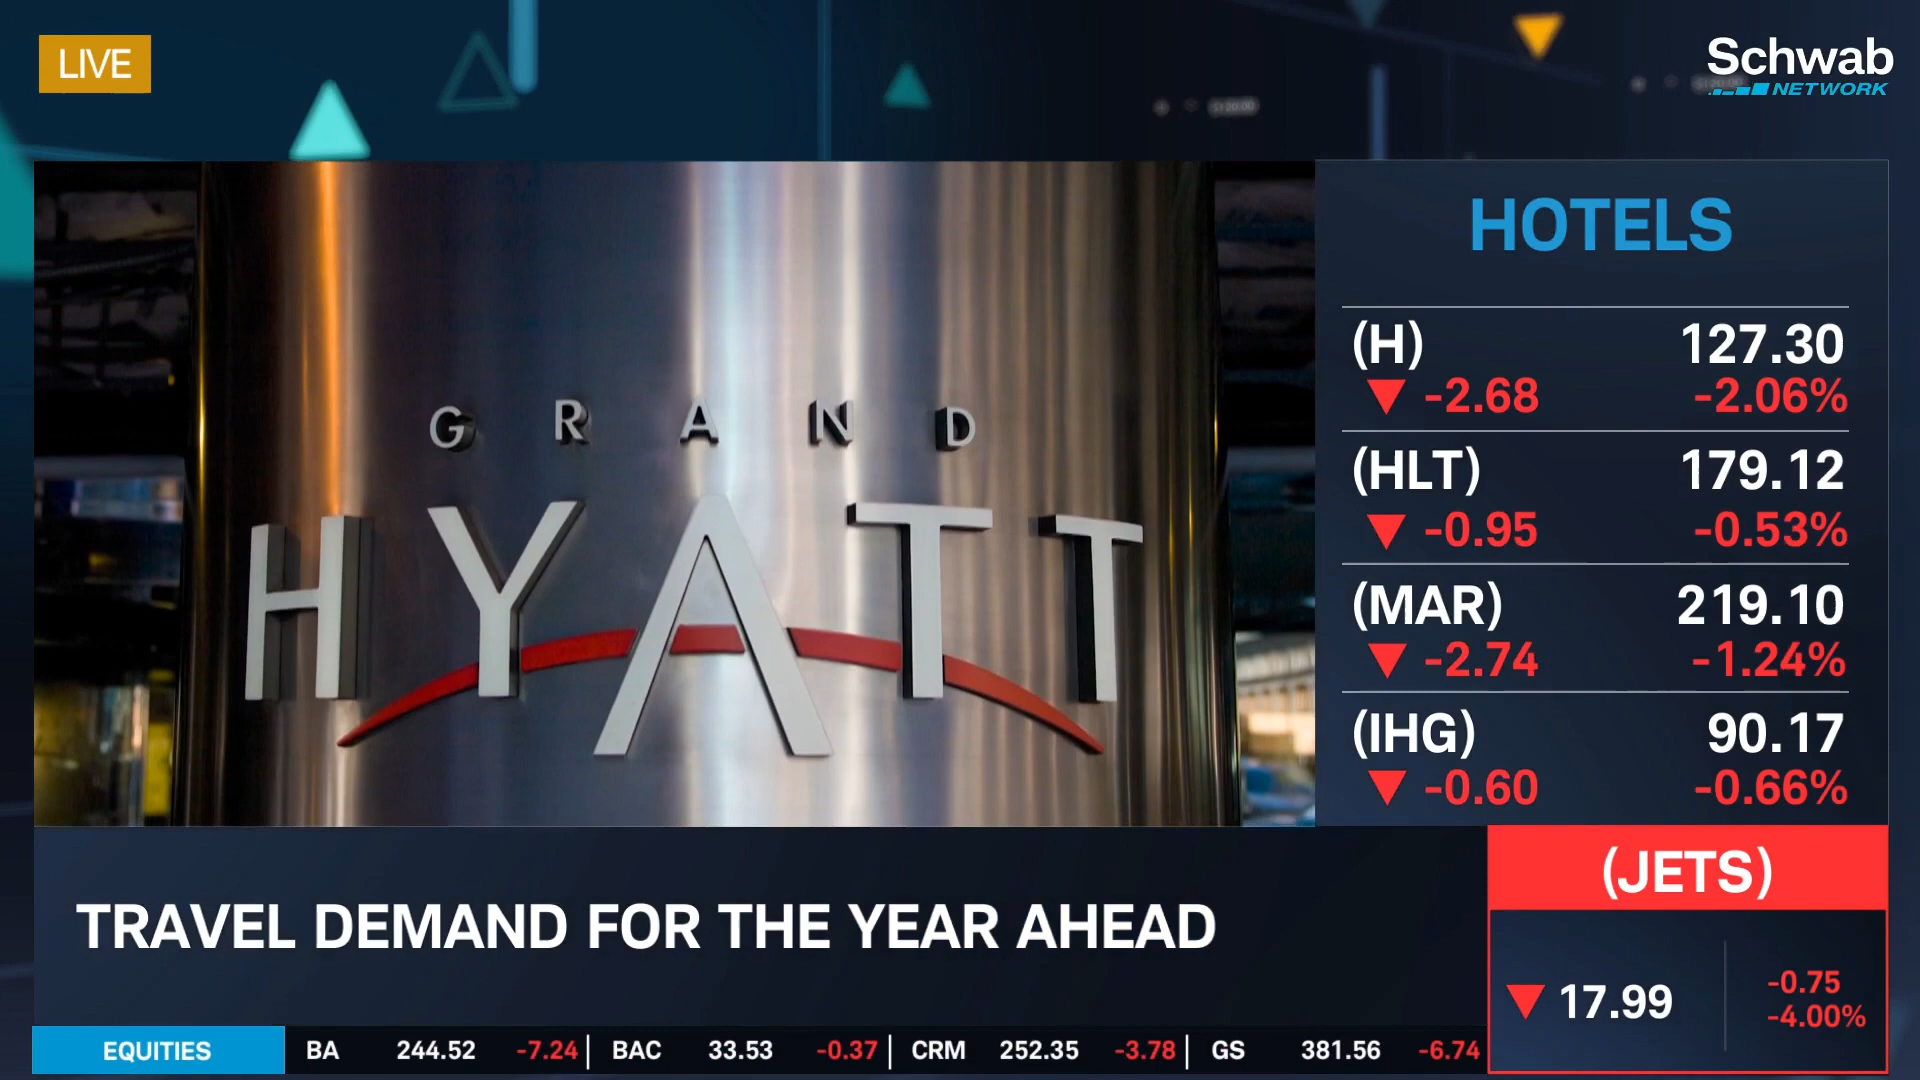 LIVE
Schwab
NETWORK
GRAND
HYATT
HOTELS
(H) 127.30
▼ -2.68 -2.06%
(HLT) 179.12
▼ -0.95 -0.53%
(MAR) 219.10
▼ -2.74 -1.24%
(IHG) 90.17
▼ -0.60 -0.66%
TRAVEL DEMAND FOR THE YEAR AHEAD
(JETS)
▼ 17.99 -0.75
-4.00%
EQUITIES BA 244.52 -7.24 | BAC 33.53 -0.37 | CRM 252.35 -3.78 | GS 381.56 -6.74